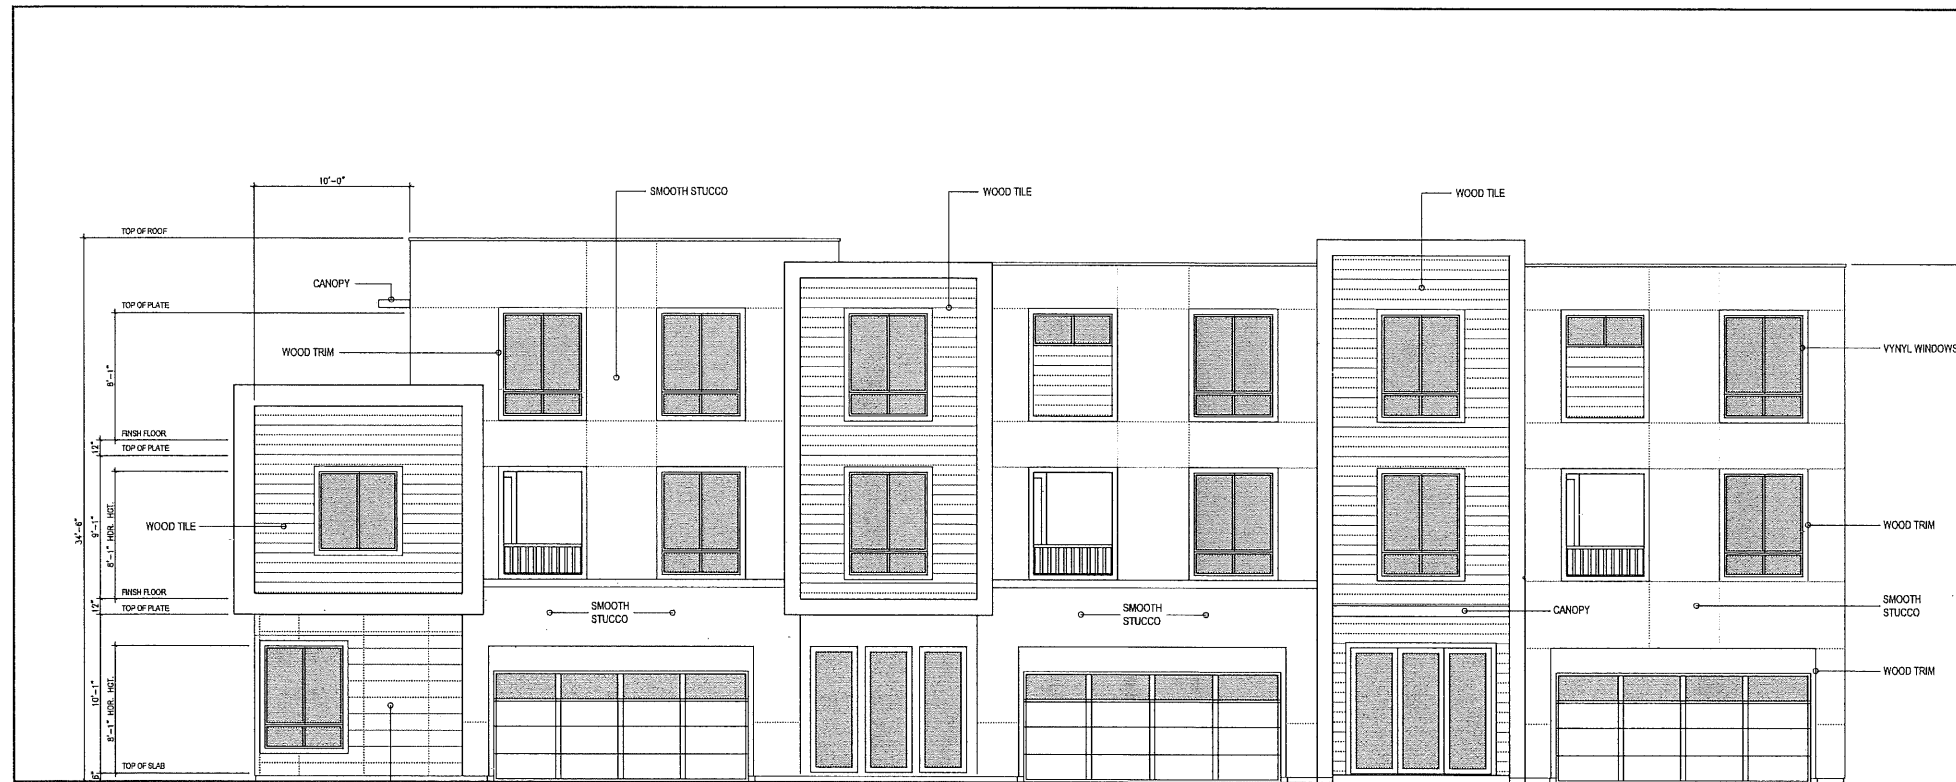 10'-0"
SMOOTH STUCCO
WOOD TILE
WOOD TILE
TOP OF ROOF
CANOPY
TOP OF PLATE
WOOD TRIM
VYNYL WINDOWS
8'-1"
FINSH FLOOR
12"
TOP OF PLATE
34'-6"
9'-1"
8'-1" HDR. HGT.
WOOD TILE
WOOD TRIM
FINSH FLOOR
12"
TOP OF PLATE
SMOOTH
STUCCO
SMOOTH
STUCCO
CANOPY
SMOOTH
STUCCO
WOOD TRIM
10'-1"
8'-1" HDR. HGT.
TOP OF SLAB
6"